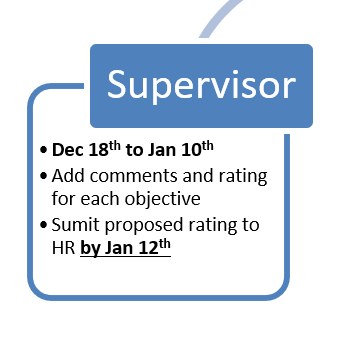 Supervisor
• Dec 18th to Jan 10th
• Add comments and rating
for each objective
• Sumit proposed rating to
HR by Jan 12th